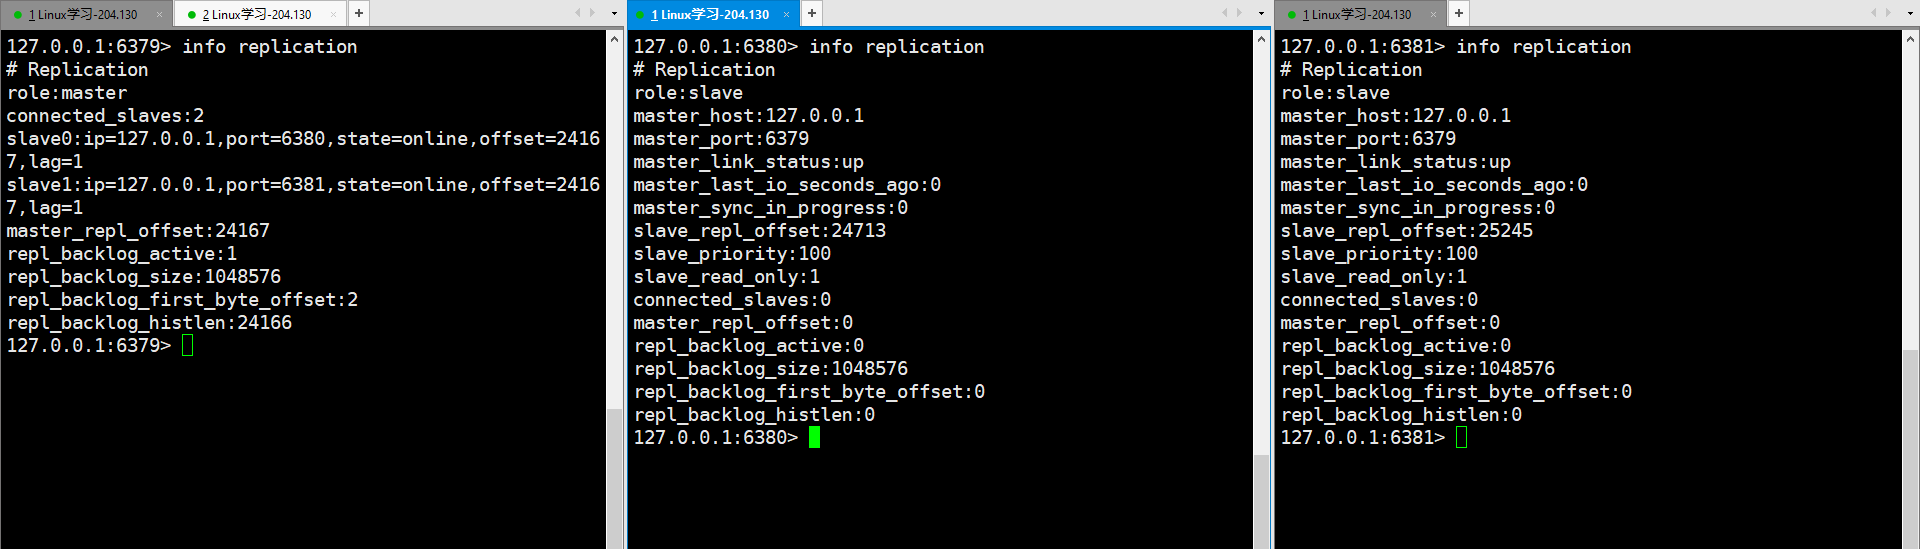 1 Linux学习-204.130 × 2 Linux学习-204.130 × +
127.0.0.1:6379> info replication
# Replication
role:master
connected_slaves:2
slave0:ip=127.0.0.1,port=6380,state=online,offset=2416
7,lag=1
slave1:ip=127.0.0.1,port=6381,state=online,offset=2416
7,lag=1
master_repl_offset:24167
repl_backlog_active:1
repl_backlog_size:1048576
repl_backlog_first_byte_offset:2
repl_backlog_histlen:24166
127.0.0.1:6379>
1 Linux学习-204.130 × +
127.0.0.1:6380> info replication
# Replication
role:slave
master_host:127.0.0.1
master_port:6379
master_link_status:up
master_last_io_seconds_ago:0
master_sync_in_progress:0
slave_repl_offset:24713
slave_priority:100
slave_read_only:1
connected_slaves:0
master_repl_offset:0
repl_backlog_active:0
repl_backlog_size:1048576
repl_backlog_first_byte_offset:0
repl_backlog_histlen:0
127.0.0.1:6380>
1 Linux学习-204.130 × +
127.0.0.1:6381> info replication
# Replication
role:slave
master_host:127.0.0.1
master_port:6379
master_link_status:up
master_last_io_seconds_ago:0
master_sync_in_progress:0
slave_repl_offset:25245
slave_priority:100
slave_read_only:1
connected_slaves:0
master_repl_offset:0
repl_backlog_active:0
repl_backlog_size:1048576
repl_backlog_first_byte_offset:0
repl_backlog_histlen:0
127.0.0.1:6381>